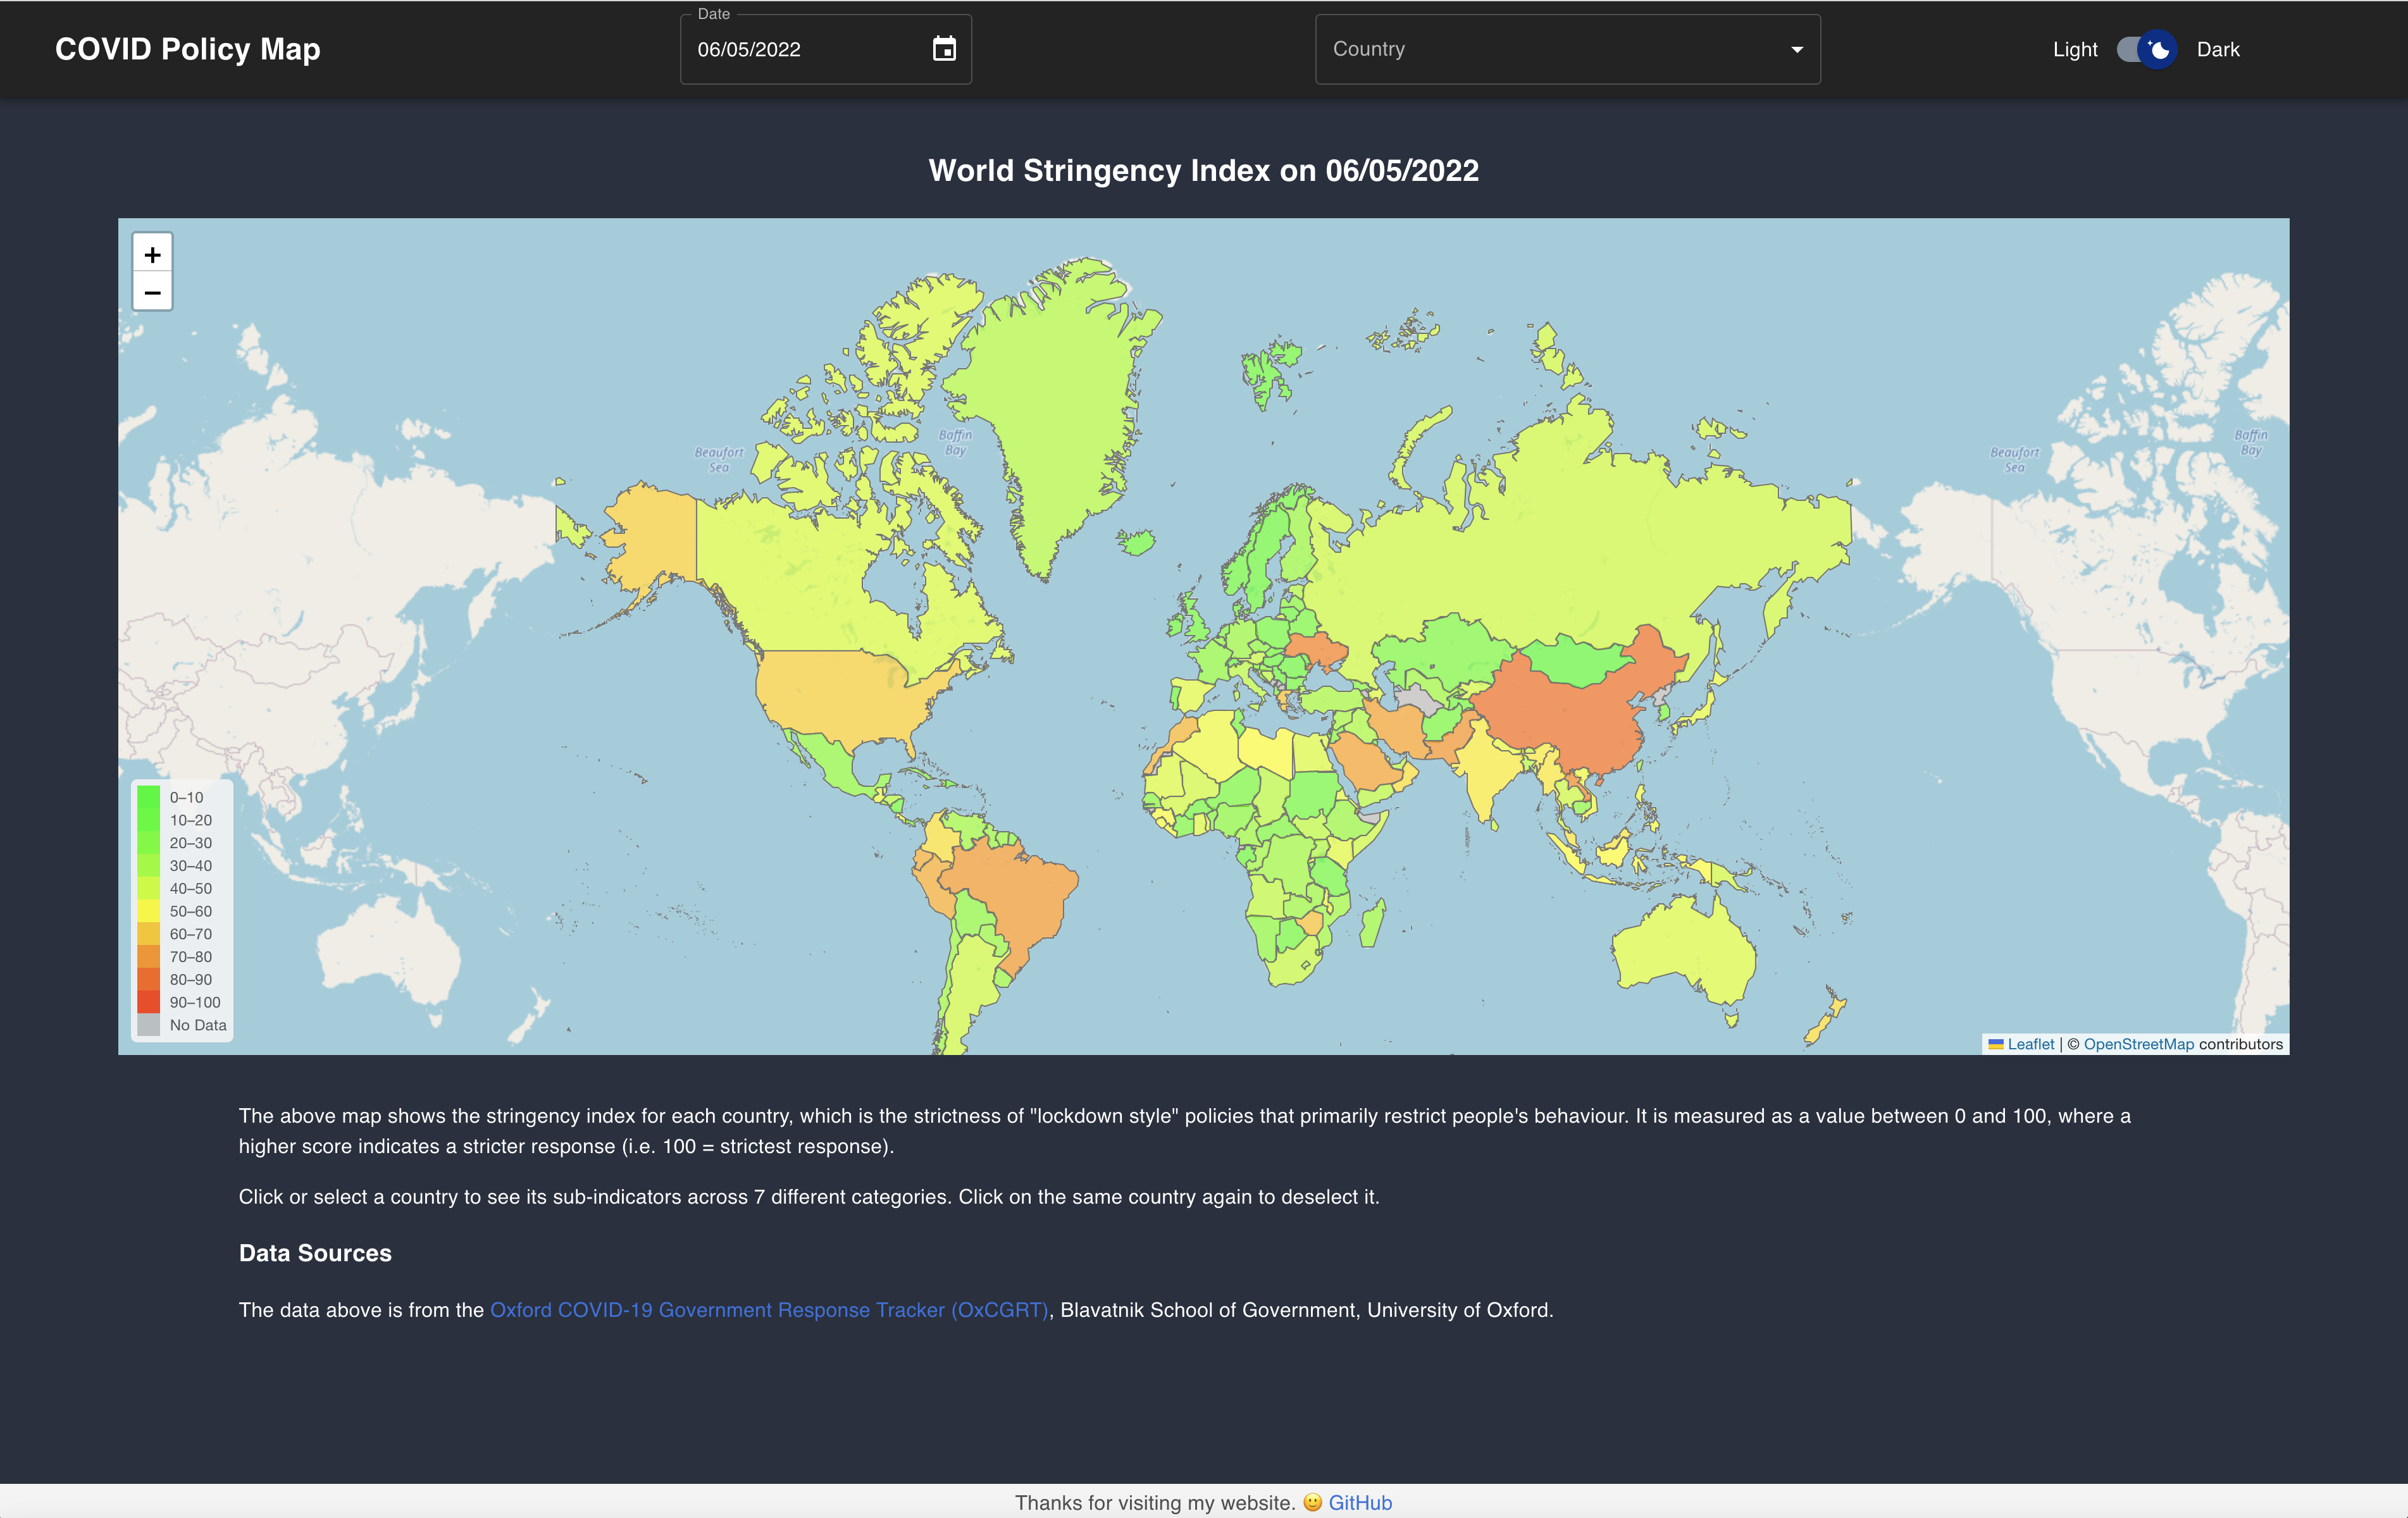 COVID Policy Map
Date
06/05/2022
Country
Light
Dark
World Stringency Index on 06/05/2022
+
−
Baffin
Bay
Beaufort
Sea
Beaufort
Sea
Baffin
Bay
0–10
10–20
20–30
30–40
40–50
50–60
60–70
70–80
80–90
90–100
No Data
Leaflet | © OpenStreetMap contributors
The above map shows the stringency index for each country, which is the strictness of "lockdown style" policies that primarily restrict people's behaviour. It is measured as a value between 0 and 100, where a
higher score indicates a stricter response (i.e. 100 = strictest response).
Click or select a country to see its sub-indicators across 7 different categories. Click on the same country again to deselect it.
Data Sources
The data above is from the Oxford COVID-19 Government Response Tracker (OxCGRT), Blavatnik School of Government, University of Oxford.
Thanks for visiting my website. 🙂 GitHub